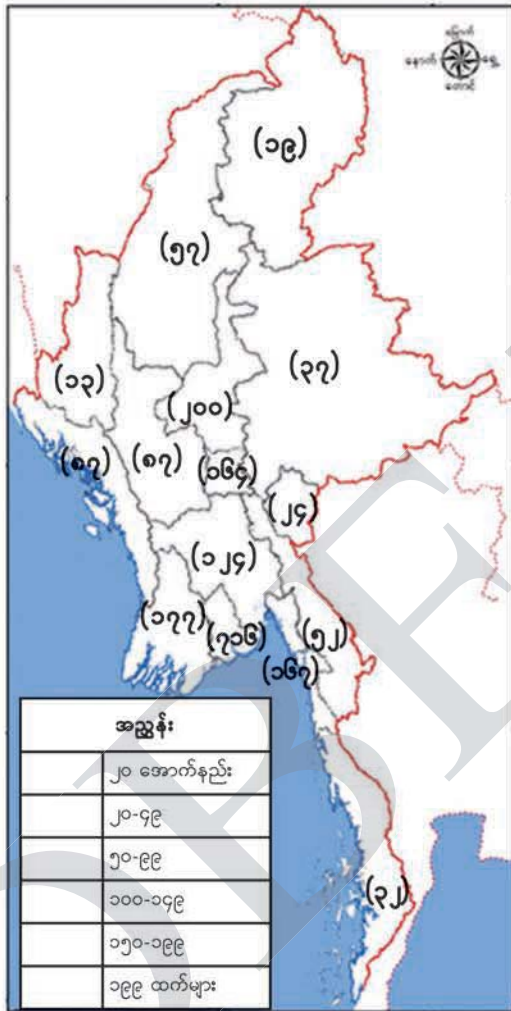 မြောက်
နောက် ရှေ့
တောင်
(၁၉)
(၅၇)
(၃၇)
(၁၃)
(၂၀၀)
(၈၇) (၈၇) (၁၆၄)
(၂၄)
(၁၂၄)
(၁၇၇) (၇၁၆) (၅၂)
(၁၆၇)
(၃၂)
အညွှန်း
၂၀ အောက်နည်း
၂၀-၄၉
၅၀-၉၉
၁၀၀-၁၄၉
၁၅၀-၁၉၉
၁၉၉ ထက်များ